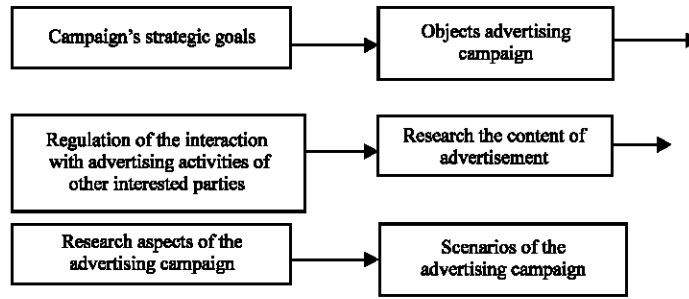 Campaign's strategic goals
Objects advertising
campaign
Regulation of the interaction
with advertising activities of
other interested parties
Research the content of
advertisement
Research aspects of the
advertising campaign
Scenarios of the
advertising campaign